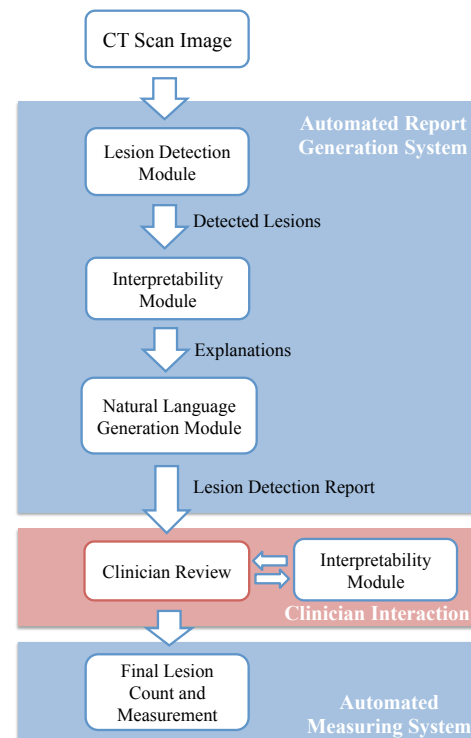 CT Scan Image
Automated Report
Generation System
Lesion Detection
Module
Detected Lesions
Interpretability
Module
Explanations
Natural Language
Generation Module
Lesion Detection Report
Clinician Review
Interpretability
Module
Clinician Interaction
Final Lesion
Count and
Measurement
Automated
Measuring System